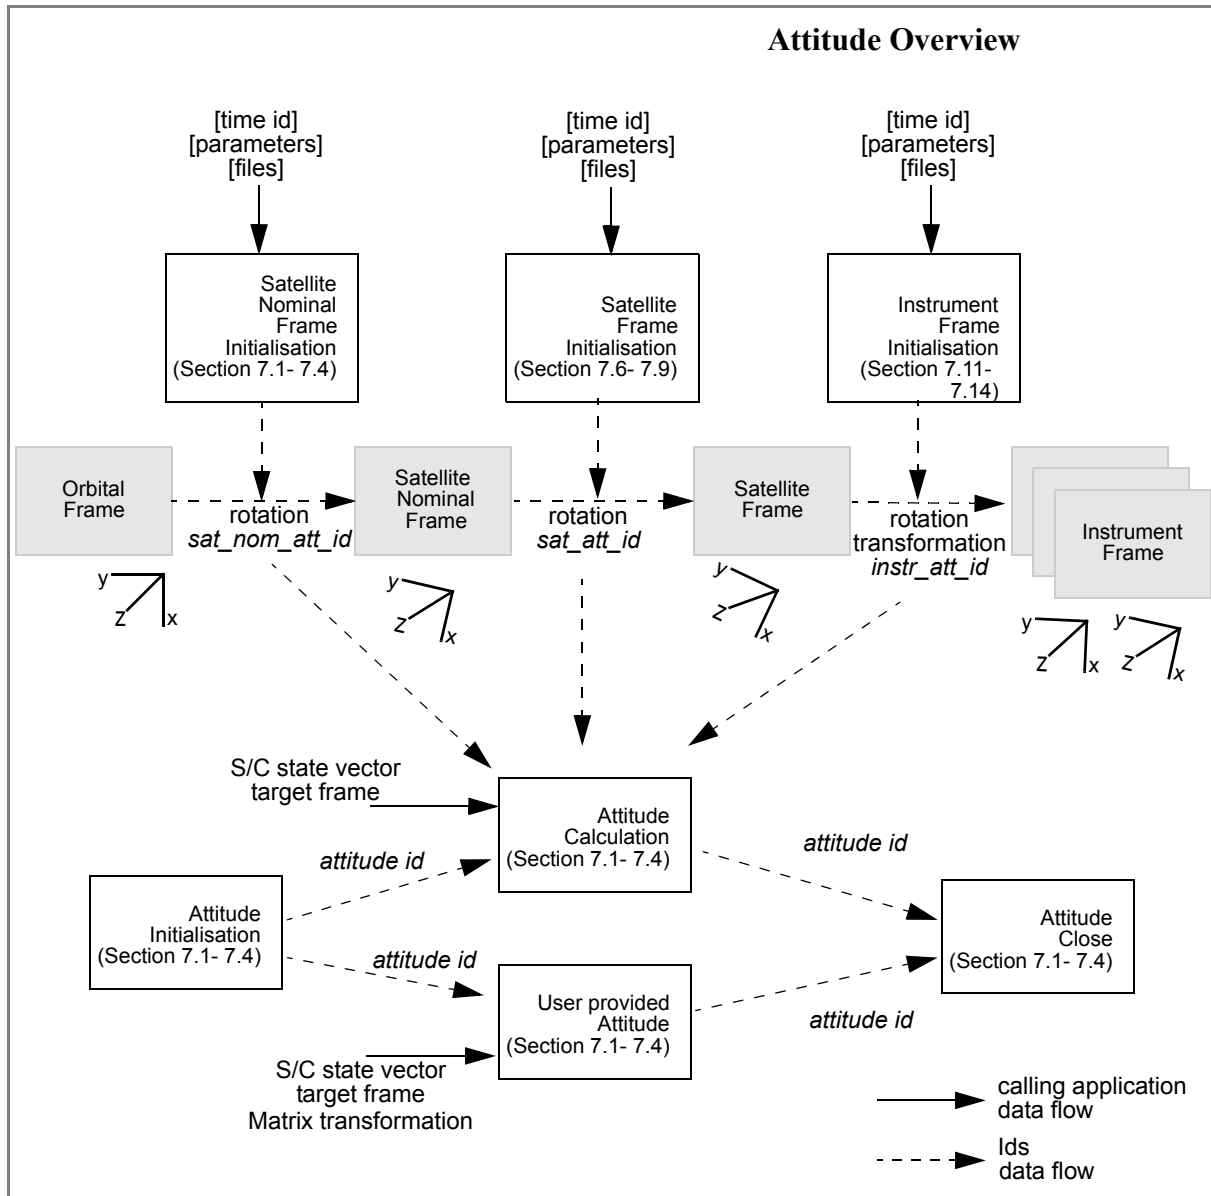 Attitude Overview
[time id]
[parameters]
[files]
[time id]
[parameters]
[files]
[time id]
[parameters]
[files]
Satellite
Nominal
Frame
Initialisation
(Section 7.1- 7.4)
Satellite
Frame
Initialisation
(Section 7.6- 7.9)
Instrument
Frame
Initialisation
(Section 7.11-
7.14)
Orbital
Frame
rotation
sat_nom_att_id
Satellite
Nominal
Frame
rotation
sat_att_id
Satellite
Frame
rotation
transformation
instr_att_id
Instrument
Frame
y
z
x
y
z
x
y
z
x
y
z
x
y
z
x
S/C state vector
target frame
Attitude
Calculation
(Section 7.1- 7.4)
attitude id
attitude id
Attitude
Initialisation
(Section 7.1- 7.4)
Attitude
Close
(Section 7.1- 7.4)
attitude id
User provided
Attitude
(Section 7.1- 7.4)
attitude id
S/C state vector
target frame
Matrix transformation
calling application
data flow
Ids
data flow